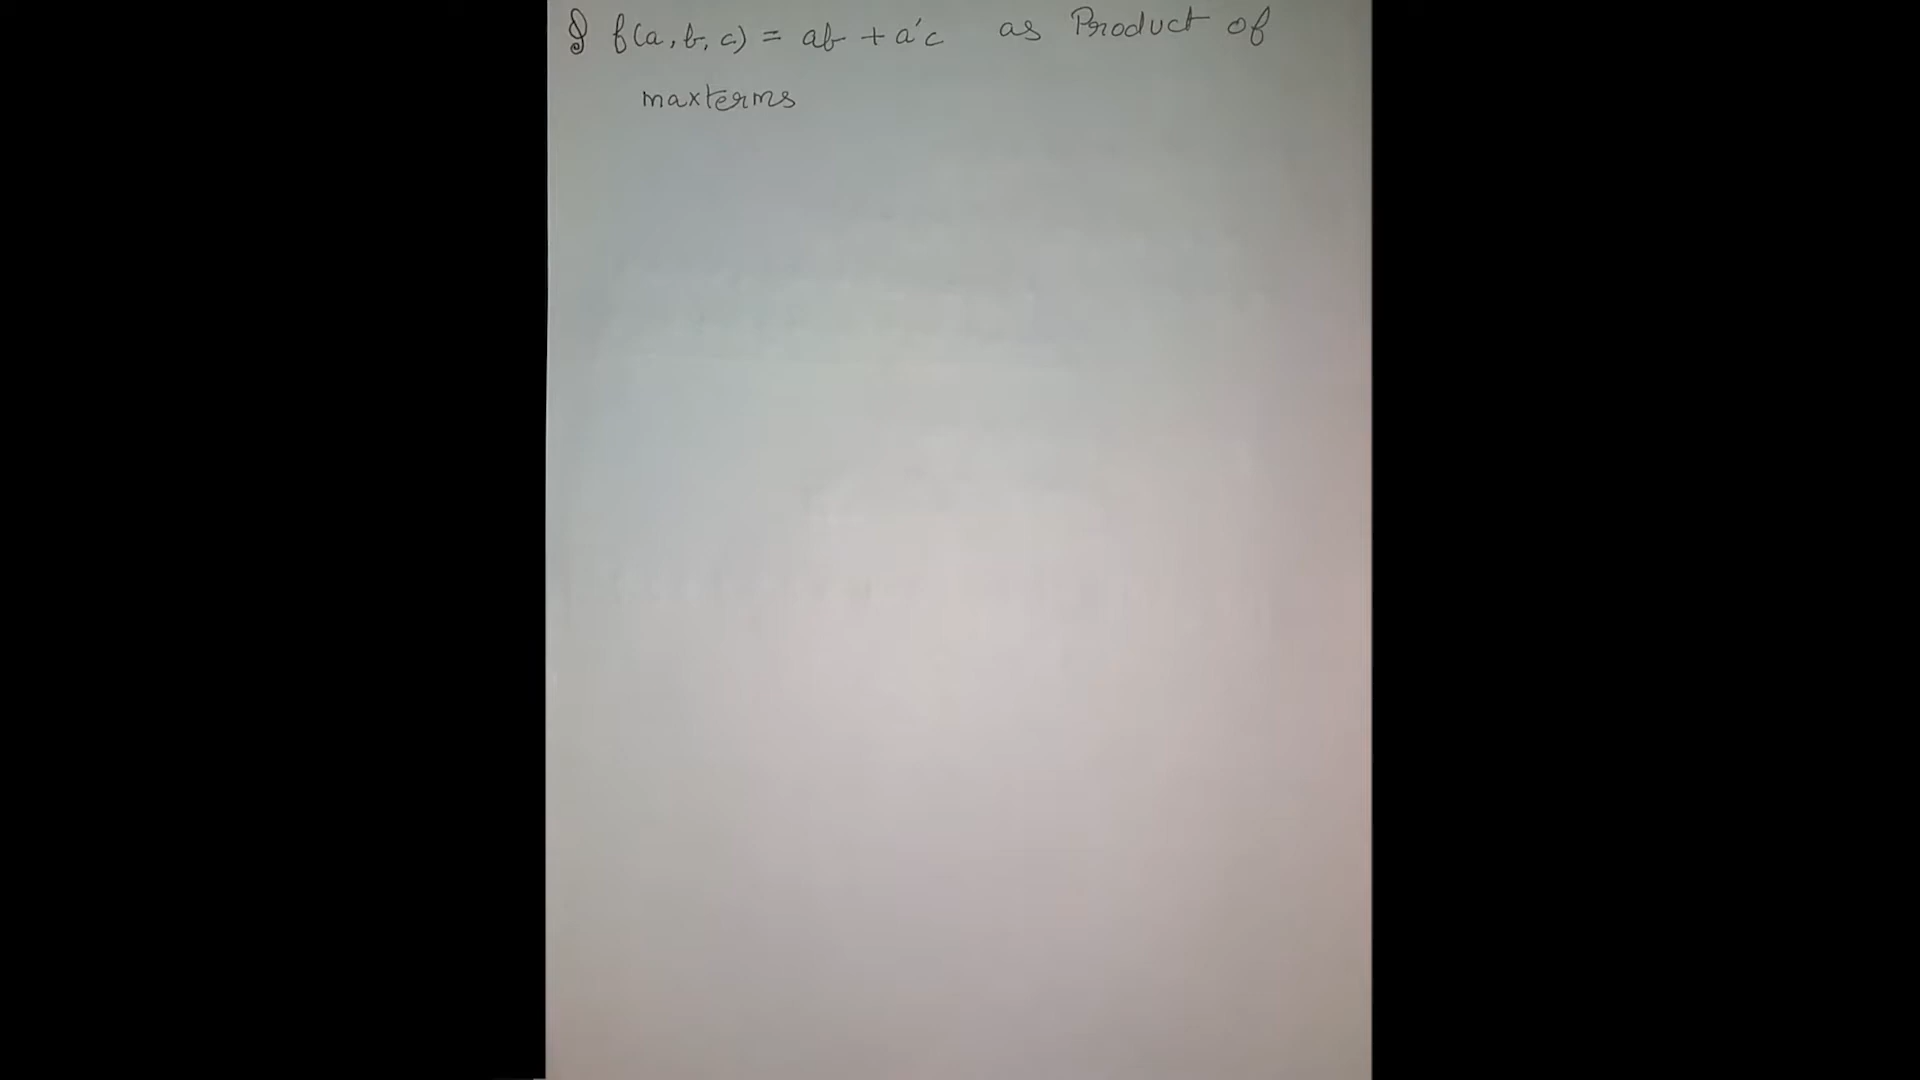 f(a, b, c) = ab + a'c as Product of
maxterms